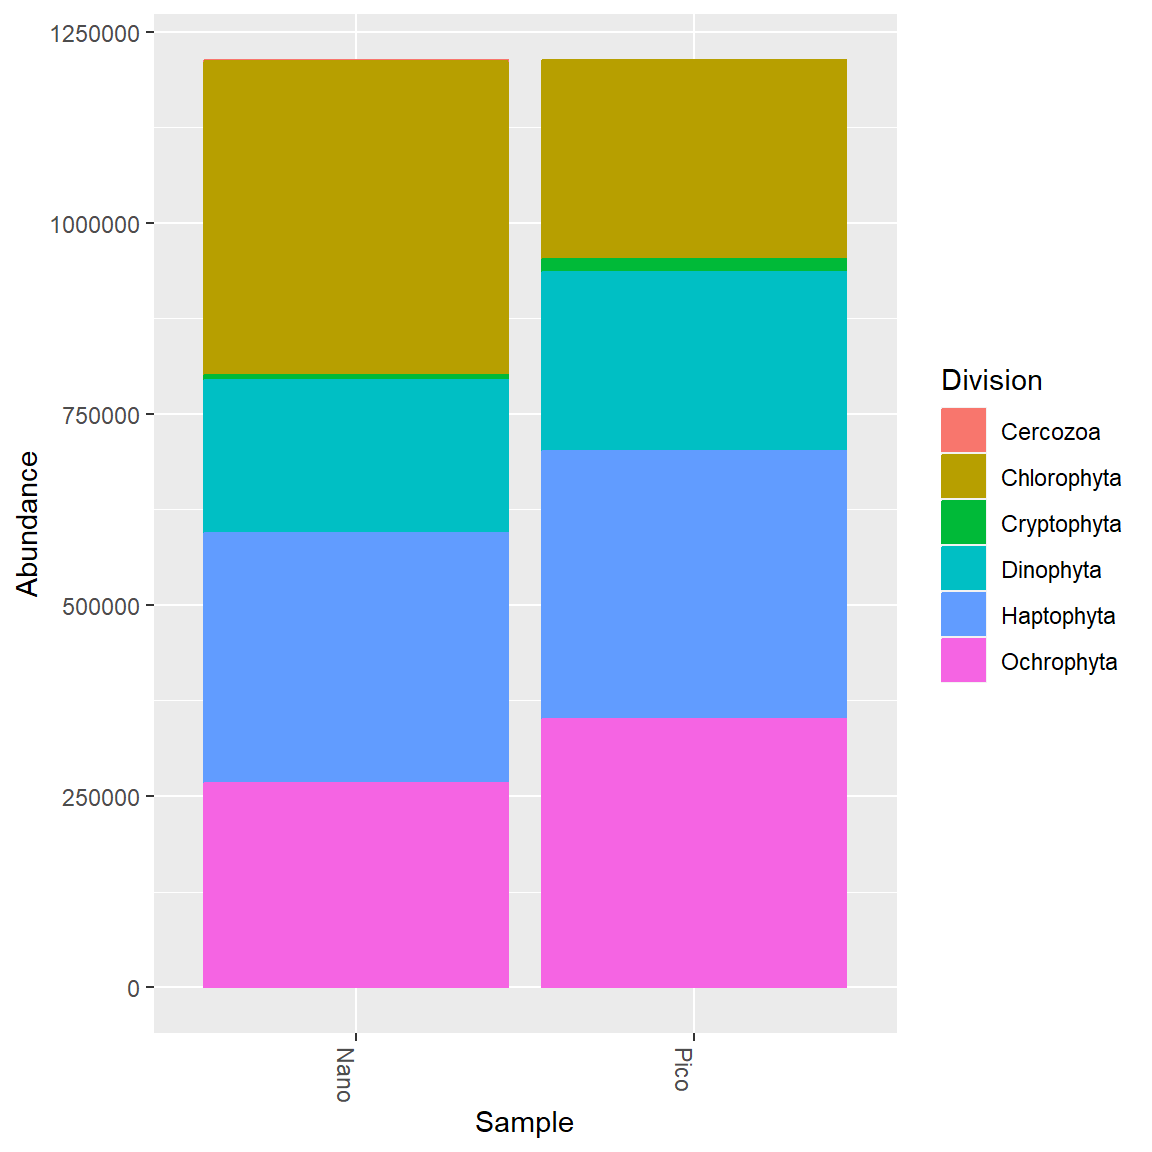 1250000
1000000
750000
500000
250000
0
Abundance
Nano
Pico
Sample
Division
Cercozoa
Chlorophyta
Cryptophyta
Dinophyta
Haptophyta
Ochrophyta